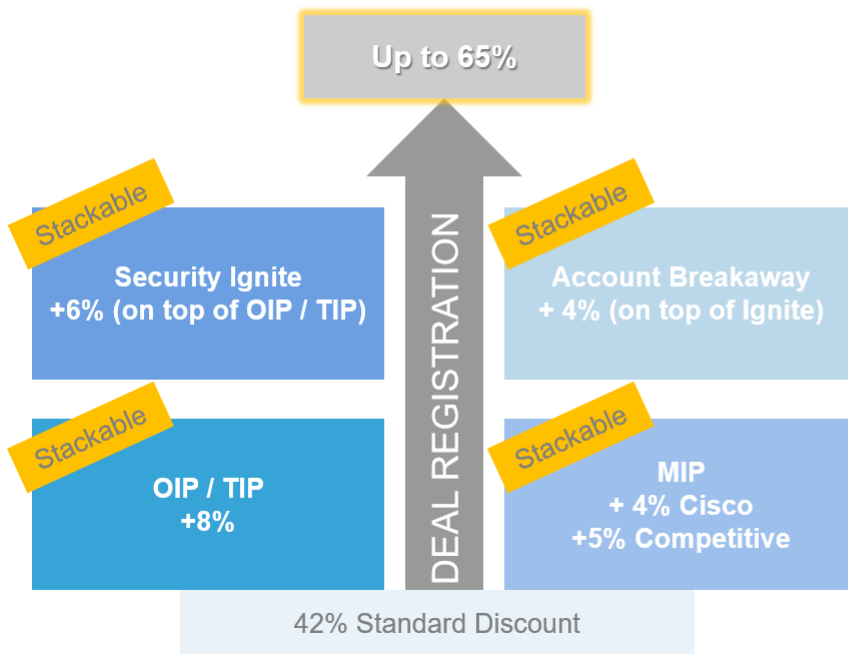 Up to 65%
Stackable
Security Ignite
+6% (on top of OIP / TIP)
Stackable
Account Breakaway
+ 4% (on top of Ignite)
DEAL REGISTRATION
Stackable
OIP / TIP
+8%
Stackable
MIP
+ 4% Cisco
+5% Competitive
42% Standard Discount